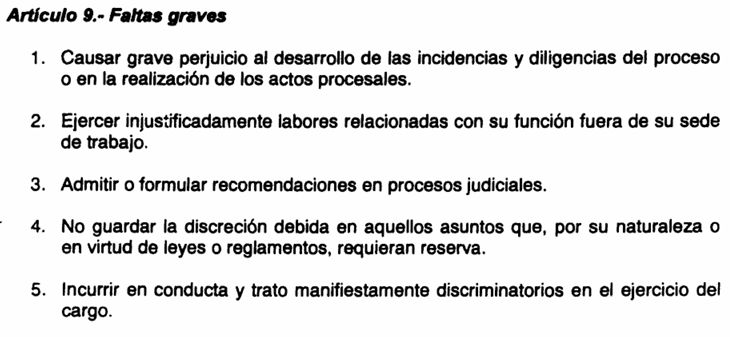 Artículo 9.- Faltas graves
1. Causar grave perjuicio al desarrollo de las incidencias y diligencias del proceso
o en la realización de los actos procesales.
2. Ejercer injustificadamente labores relacionadas con su función fuera de su sede
de trabajo.
3. Admitir o formular recomendaciones en procesos judiciales.
4. No guardar la discreción debida en aquellos asuntos que, por su naturaleza o
en virtud de leyes o reglamentos, requieran reserva.
5. Incurrir en conducta y trato manifiestamente discriminatorios en el ejercicio del
cargo.